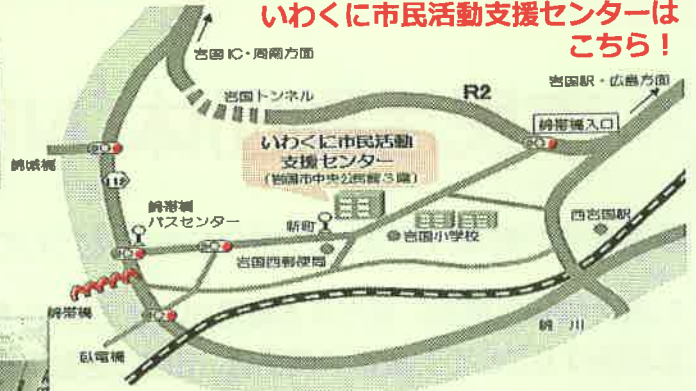 いわくに市民活動支援センターは
こちら！
岩国IC・周南方面
岩国トンネル
R2
岩国駅・広島方面
錦帯橋入口
いわくに市民活動
支援センター
（岩国市中央公民館3階）
錦城橋
112
錦帯橋
バスセンター
新町
岩国小学校
西岩国駅
岩国西郵便局
錦帯橋
錦 川
臥竜橋